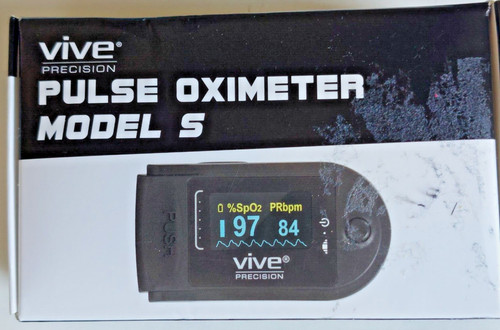 vive®
PRECISION
PULSE OXIMETER
MODEL S
%SpO2 PRbpm
97 84
PUSH
vive®
PRECISION